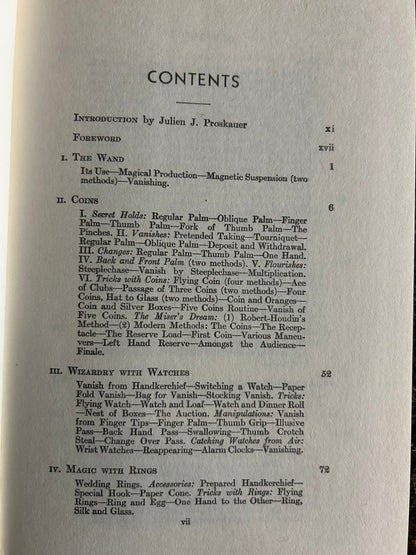 CONTENTS
INTRODUCTION by Julien J. Proskauer xi
FOREWORD xvii
I. THE WAND 1
Its Use—Magical Production—Magnetic Suspension (two
methods)—Vanishing.
II. COINS 6
I. Secret Holds: Regular Palm—Oblique Palm—Finger
Palm—Thumb Palm—Fork of Thumb Palm—The
Pinches. II. Vanishes: Pretended Taking—Tourniquet—
Regular Palm—Oblique Palm—Deposit and Withdrawal.
III. Changes: Regular Palm—Thumb Palm—One Hand.
IV. Back and Front Palm (two methods). V. Flourishes:
Steeplechase—Vanish by Steeplechase—Multiplication.
VI. Tricks with Coins: Flying Coin (four methods)—Ace
of Clubs—Passage of Three Coins (two methods)—Four
Coins, Hat to Glass (two methods)—Coin and Oranges—
Coin and Silver Boxes—Five Coins Routine—Vanish of
Five Coins. The Miser's Dream: (1) Robert-Houdin's
Method—(2) Modern Methods: The Coins—The Recep-
tacle—The Reserve Load—First Coin—Various Maneu-
vers—Left Hand Reserve—Amongst the Audience—
Finale.
III. WIZARDRY WITH WATCHES 52
Vanish from Handkerchief—Switching a Watch—Paper
Fold Vanish—Bag for Vanish—Stocking Vanish. Tricks:
Flying Watch—Watch and Loaf—Watch and Dinner Roll
—Nest of Boxes—The Auction. Manipulations: Vanish
from Finger Tips—Finger Palm—Thumb Grip—Illusive
Pass—Back Hand Pass—Swallowing—Thumb Crotch
Steal—Change Over Pass. Catching Watches from Air:
Wrist Watches—Reappearing—Alarm Clocks—Vanishing.
IV. MAGIC WITH RINGS 72
Wedding Rings. Accessories: Prepared Handkerchief—
Special Hook—Paper Cone. Tricks with Rings: Flying
Rings—Ring and Egg—One Hand to the Other—Ring,
Silk and Glass.
vii